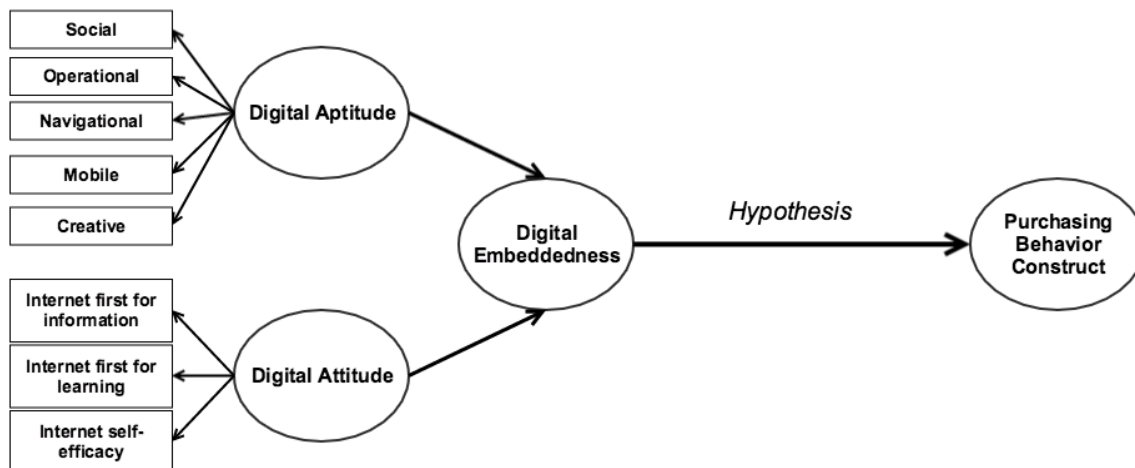 Social
Operational
Navigational
Mobile
Creative
Digital Aptitude
Internet first for
information
Internet first for
learning
Internet self-
efficacy
Digital Attitude
Digital
Embeddedness
Hypothesis
Purchasing
Behavior
Construct